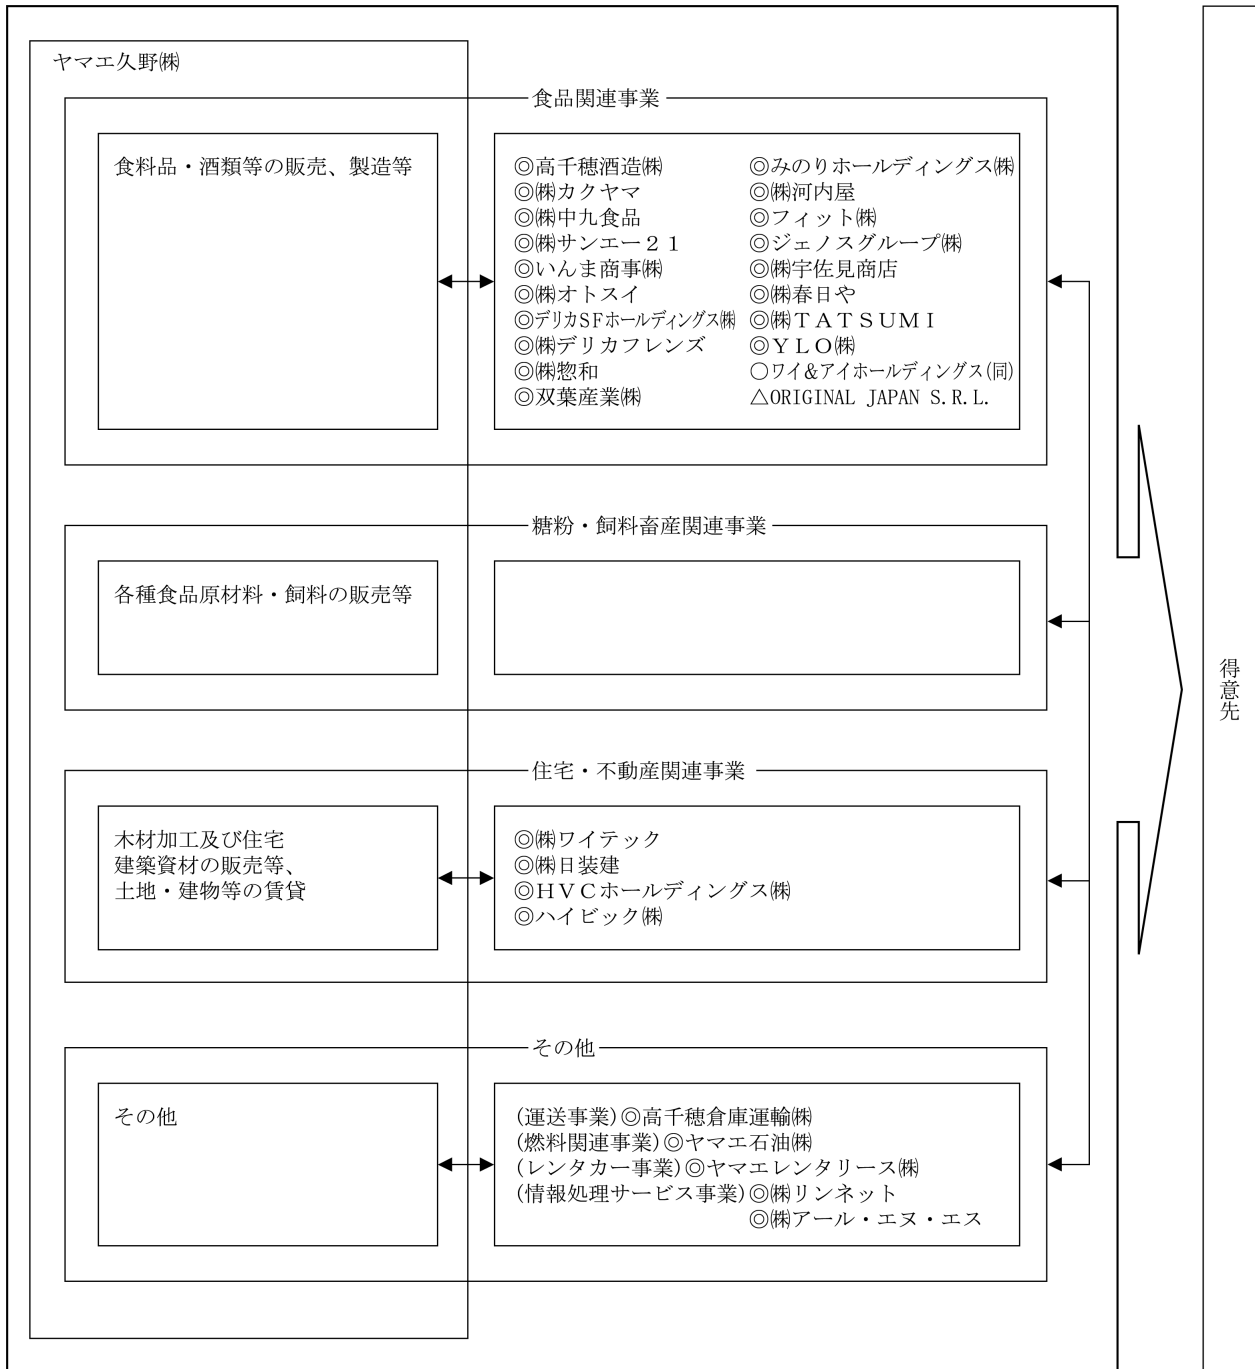 ヤマエ久野㈱
食品関連事業
食料品・酒類等の販売、製造等
◎高千穂酒造㈱
◎㈱カクヤマ
◎㈱中九食品
◎㈱サンエー２１
◎いんま商事㈱
◎㈱オトスイ
◎デリカSFホールディングス㈱
◎㈱デリカフレンズ
◎㈱惣和
◎双葉産業㈱
◎みのりホールディングス㈱
◎㈱河内屋
◎フィット㈱
◎ジェノスグループ㈱
◎㈱宇佐見商店
◎㈱春日や
◎㈱ＴＡＴＳＵＭＩ
◎ＹＬＯ㈱
○ワイ&アイホールディングス(同)
△ORIGINAL JAPAN S.R.L.
糖粉・飼料畜産関連事業
各種食品原材料・飼料の販売等
住宅・不動産関連事業
木材加工及び住宅
建築資材の販売等、
土地・建物等の賃貸
◎㈱ワイテック
◎㈱日装建
◎ＨＶＣホールディングス㈱
◎ハイビック㈱
その他
その他
(運送事業)◎高千穂倉庫運輸㈱
(燃料関連事業)◎ヤマエ石油㈱
(レンタカー事業)◎ヤマエレンタリース㈱
(情報処理サービス事業)◎㈱リンネット
◎㈱アール・エヌ・エス
得意先